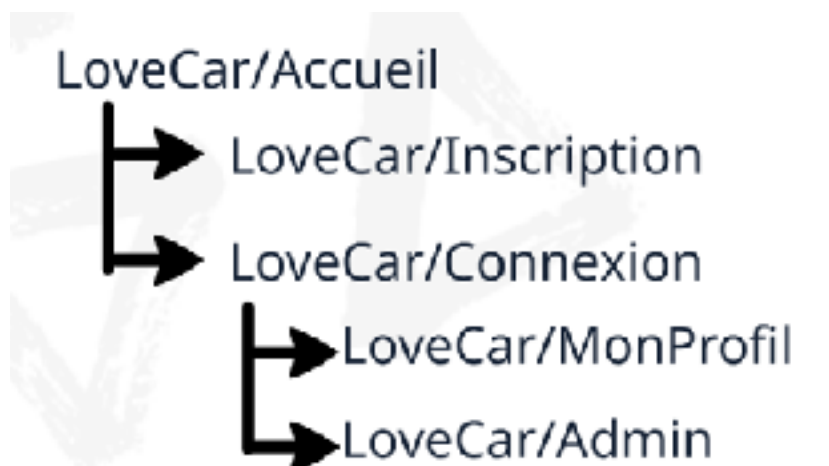 LoveCar/Accueil
LoveCar/Inscription
LoveCar/Connexion
LoveCar/MonProfil
LoveCar/Admin